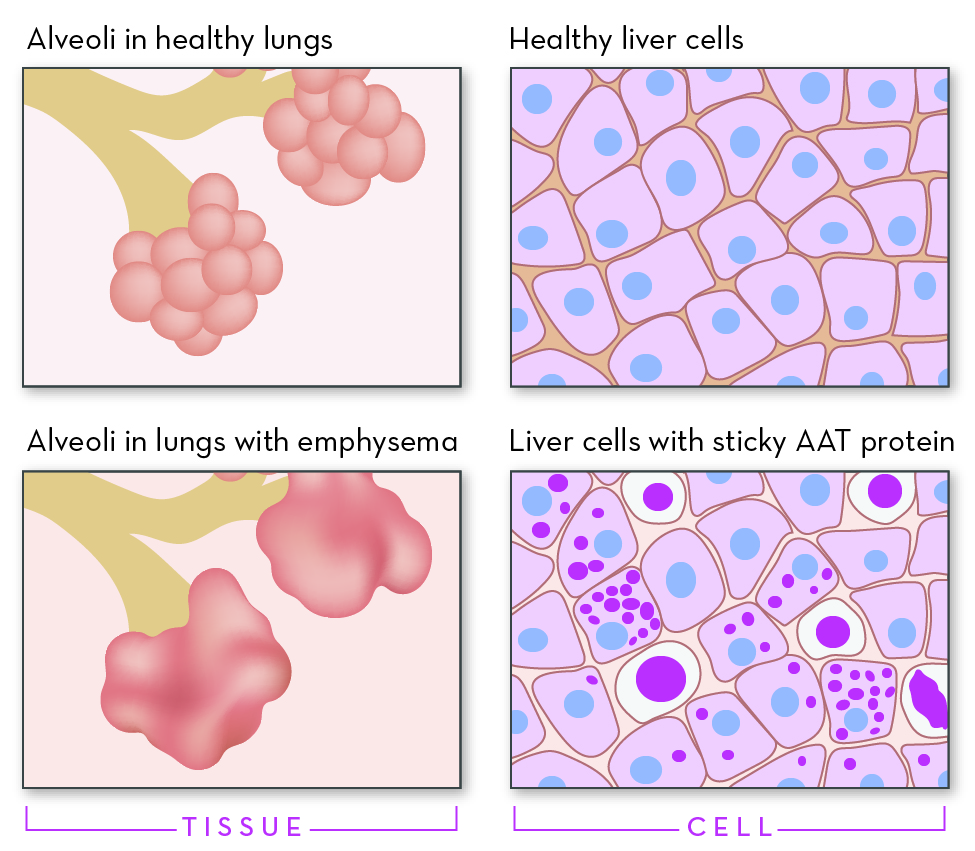 Alveoli in healthy lungs
Healthy liver cells
Alveoli in lungs with emphysema
Liver cells with sticky AAT protein
TISSUE
CELL